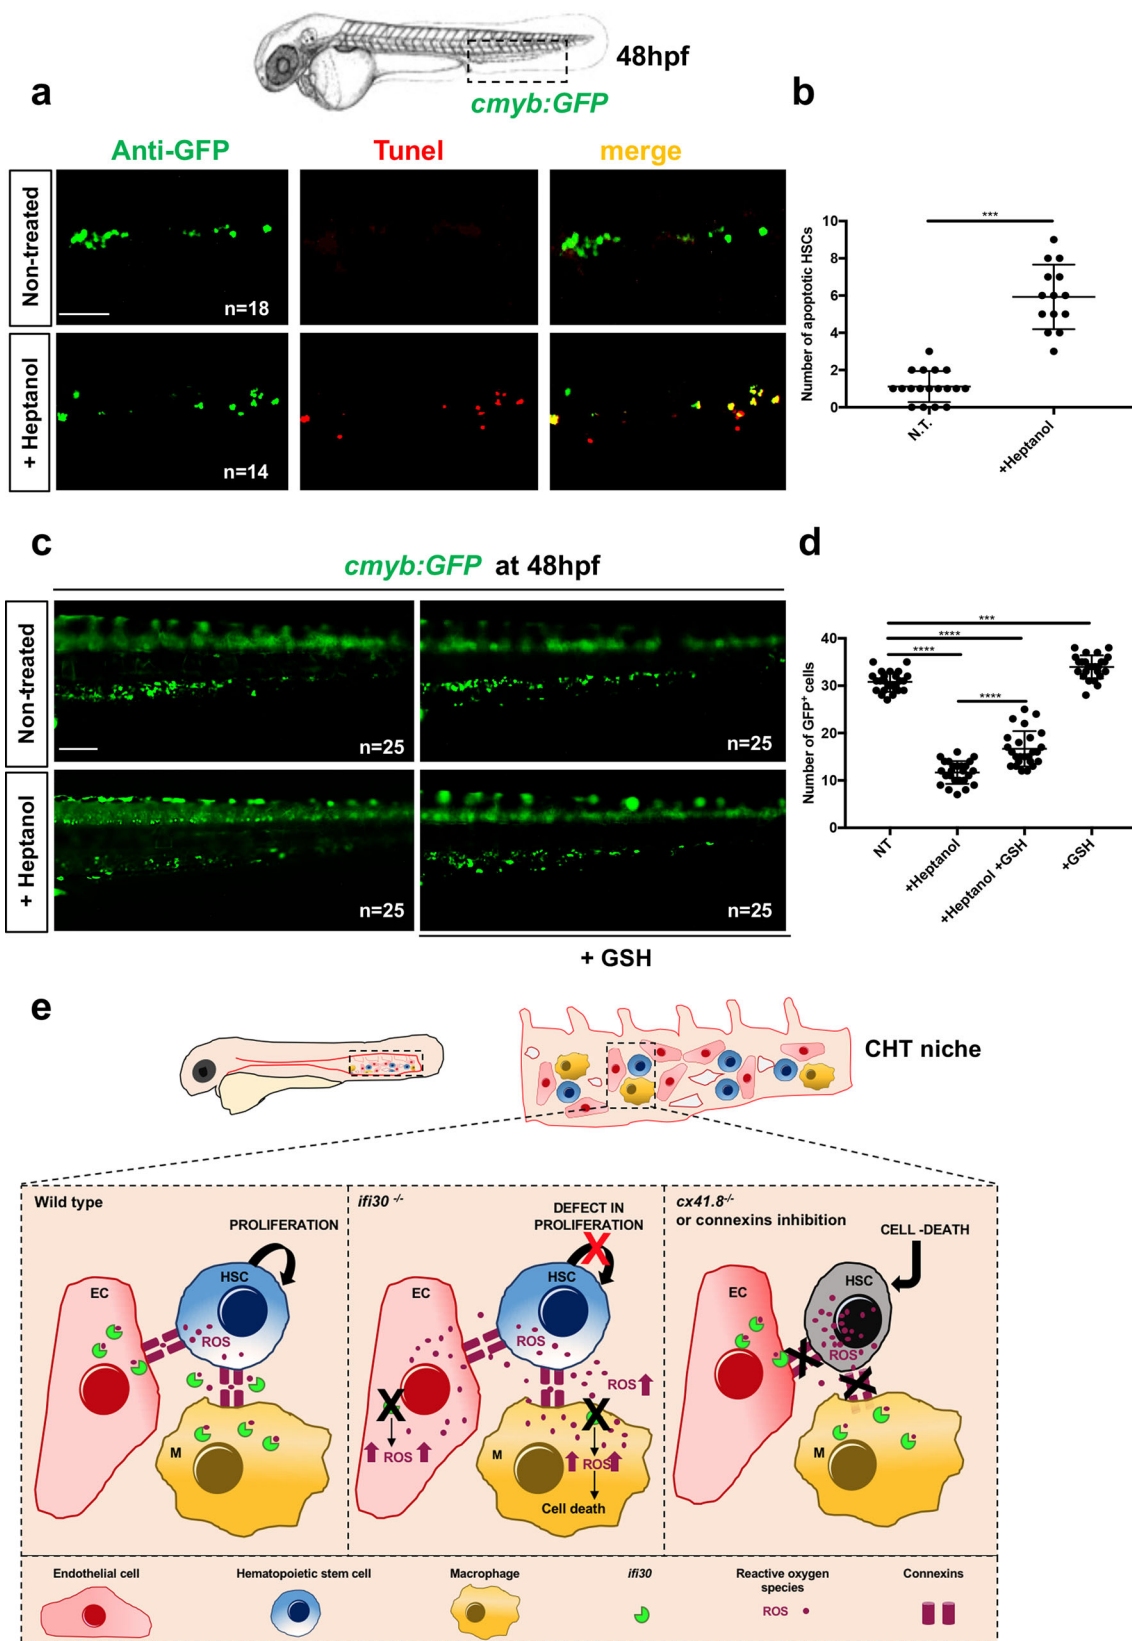 48hpf
cmyb:GFP
a
b
Anti-GFP
Tunel
merge
Non-treated
n=18
+ Heptanol
n=14
Number of apoptotic HSCs
10
8
6
4
2
0
***
N.T.
+Heptanol
c
cmyb:GFP at 48hpf
Non-treated
n=25
n=25
+ Heptanol
n=25
n=25
+ GSH
d
Number of GFP+ cells
40
30
20
10
0
***
****
****
****
NT
+Heptanol
+Heptanol +GSH
+GSH
e
CHT niche
Wild type
PROLIFERATION
HSC
EC
ROS
M
ifi30 -/-
DEFECT IN
PROLIFERATION
X
HSC
EC
ROS
ROS
X
X
ROS
M
ROS
Cell death
cx41.8-/-
or connexins inhibition
CELL -DEATH
HSC
EC
ROS
X
X
M
Endothelial cell
Hematopoietic stem cell
Macrophage
ifi30
Reactive oxygen
species
Connexins
ROS